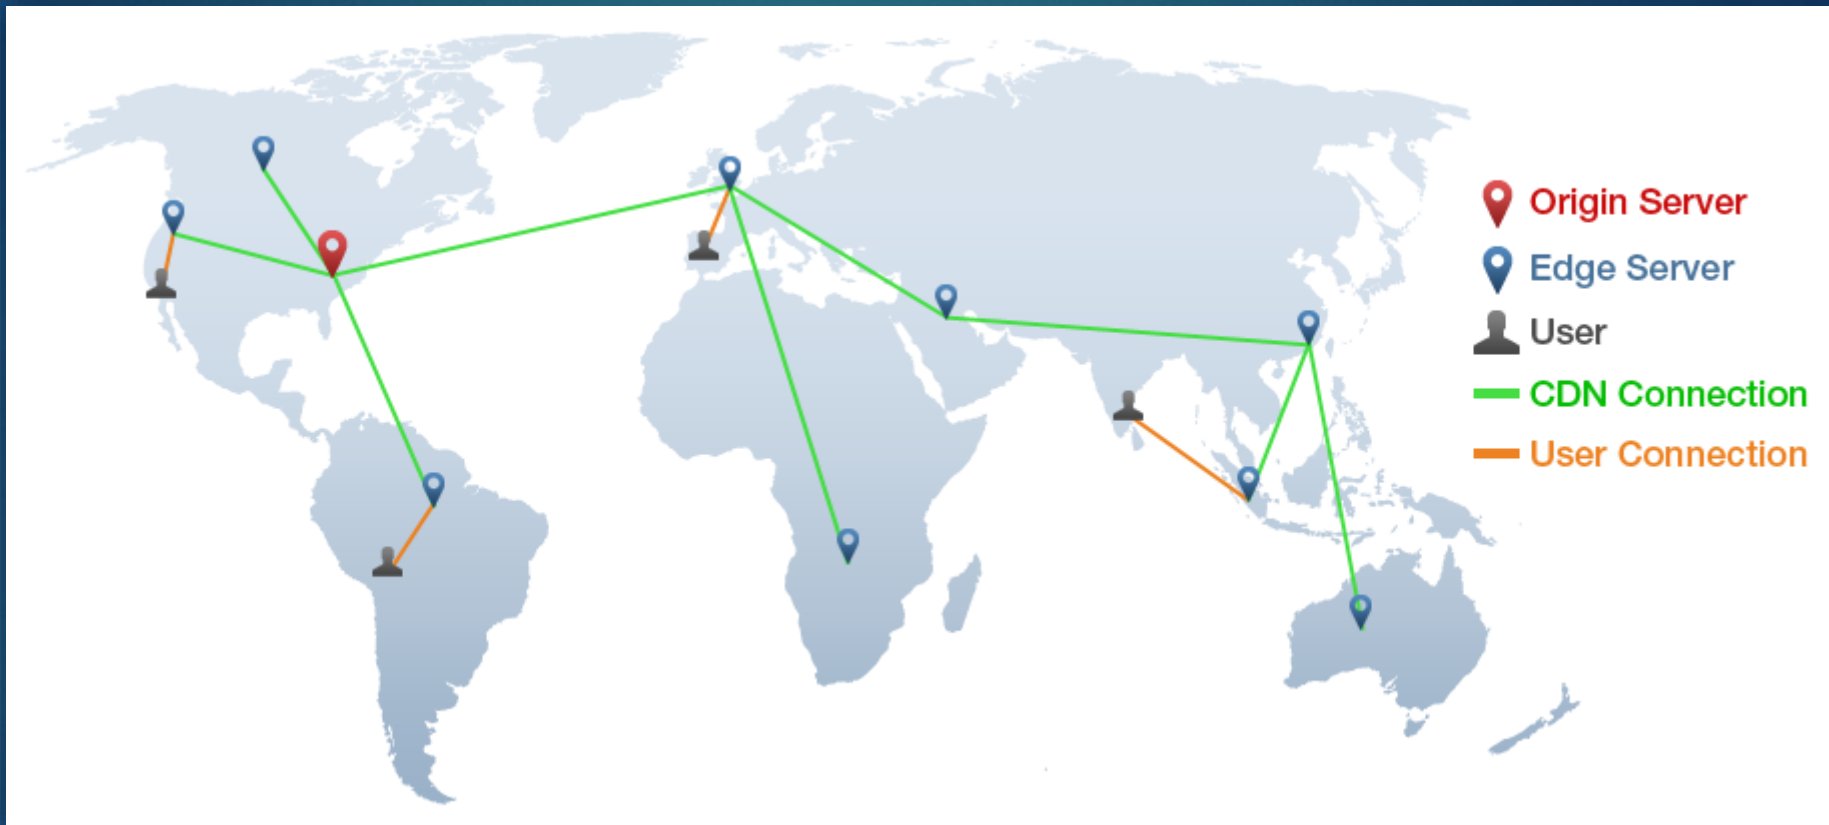 Origin Server
Edge Server
User
CDN Connection
User Connection